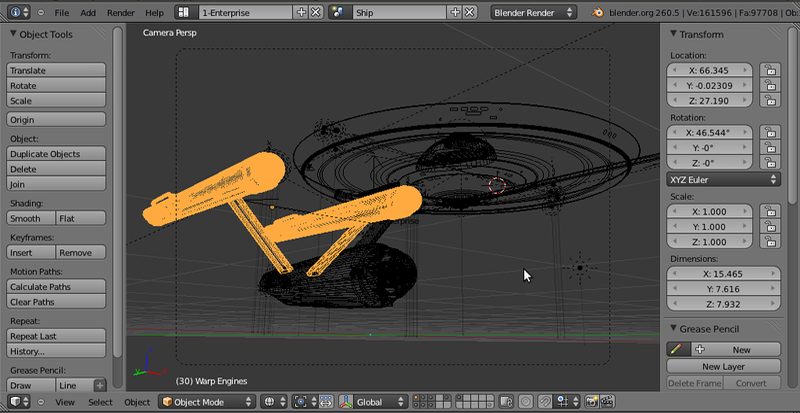 File Add Render Help 1-Enterprise Ship Blender Render blender.org 260.5 | Ve:161596 | Fa:97708 | Ob:
Object Tools
Transform:
Translate
Rotate
Scale
Origin
Object:
Duplicate Objects
Delete
Join
Shading:
Smooth Flat
Keyframes:
Insert Remove
Motion Paths:
Calculate Paths
Clear Paths
Repeat:
Repeat Last
History...
Grease Pencil:
Draw Line
Camera Persp
(30) Warp Engines
Transform
Location:
X: 66.345
Y: -0.02309
Z: 27.190
Rotation:
X: 46.544°
Y: -0°
Z: -0°
XYZ Euler
Scale:
X: 1.000
Y: 1.000
Z: 1.000
Dimensions:
X: 15.465
Y: 7.616
Z: 7.932
Grease Pencil
New
New Layer
Delete Frame Convert
View Select Object Object Mode Global